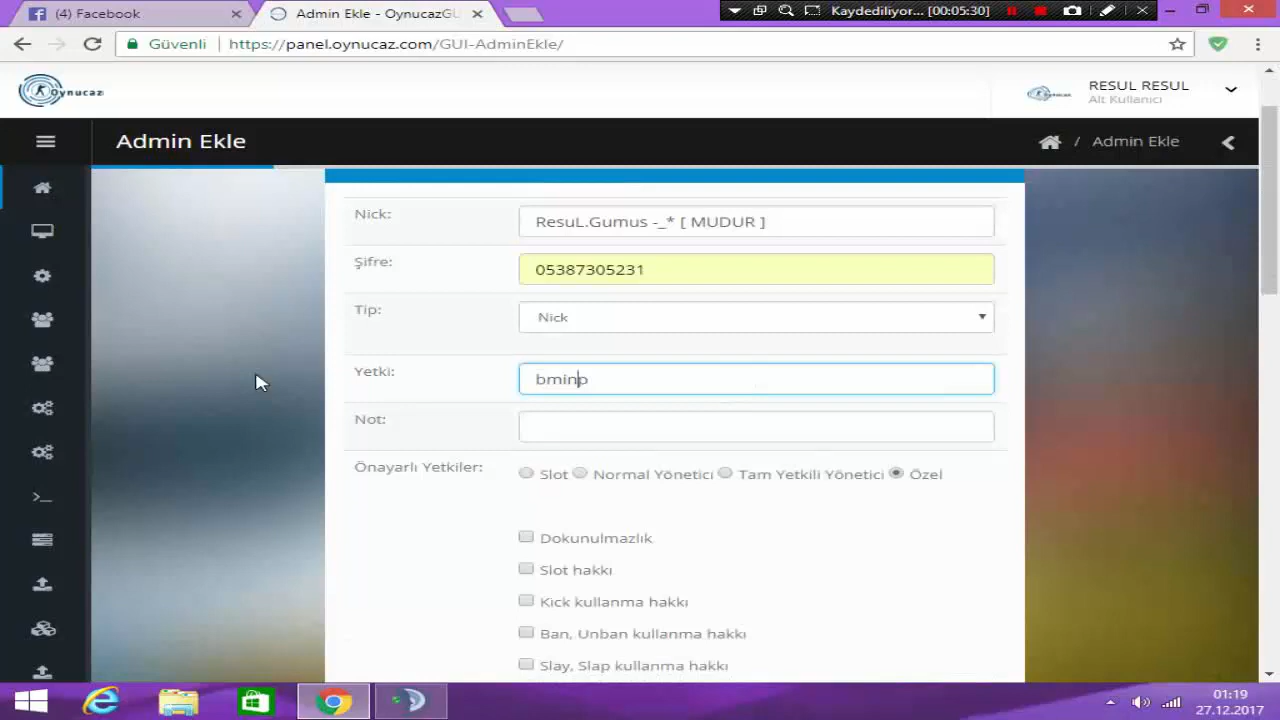 (4) Facebook
Admin Ekle - OynucazGU
Kaydediliyor... [00:05:30]
Güvenli
https://panel.oynucaz.com/GUI-AdminEkle/
Oynucaz
RESUL RESUL
Alt Kullanıcı
Admin Ekle
/ Admin Ekle
Nick:
ResuL.Gumus -_* [ MUDUR ]
Şifre:
05387305231
Tip:
Nick
Yetki:
bminp
Not:
Önayarlı Yetkiler:
Slot Normal Yönetici Tam Yetkili Yönetici Özel
Dokunulmazlık
Slot hakkı
Kick kullanma hakkı
Ban, Unban kullanma hakkı
Slay, Slap kullanma hakkı
01:19
27.12.2017